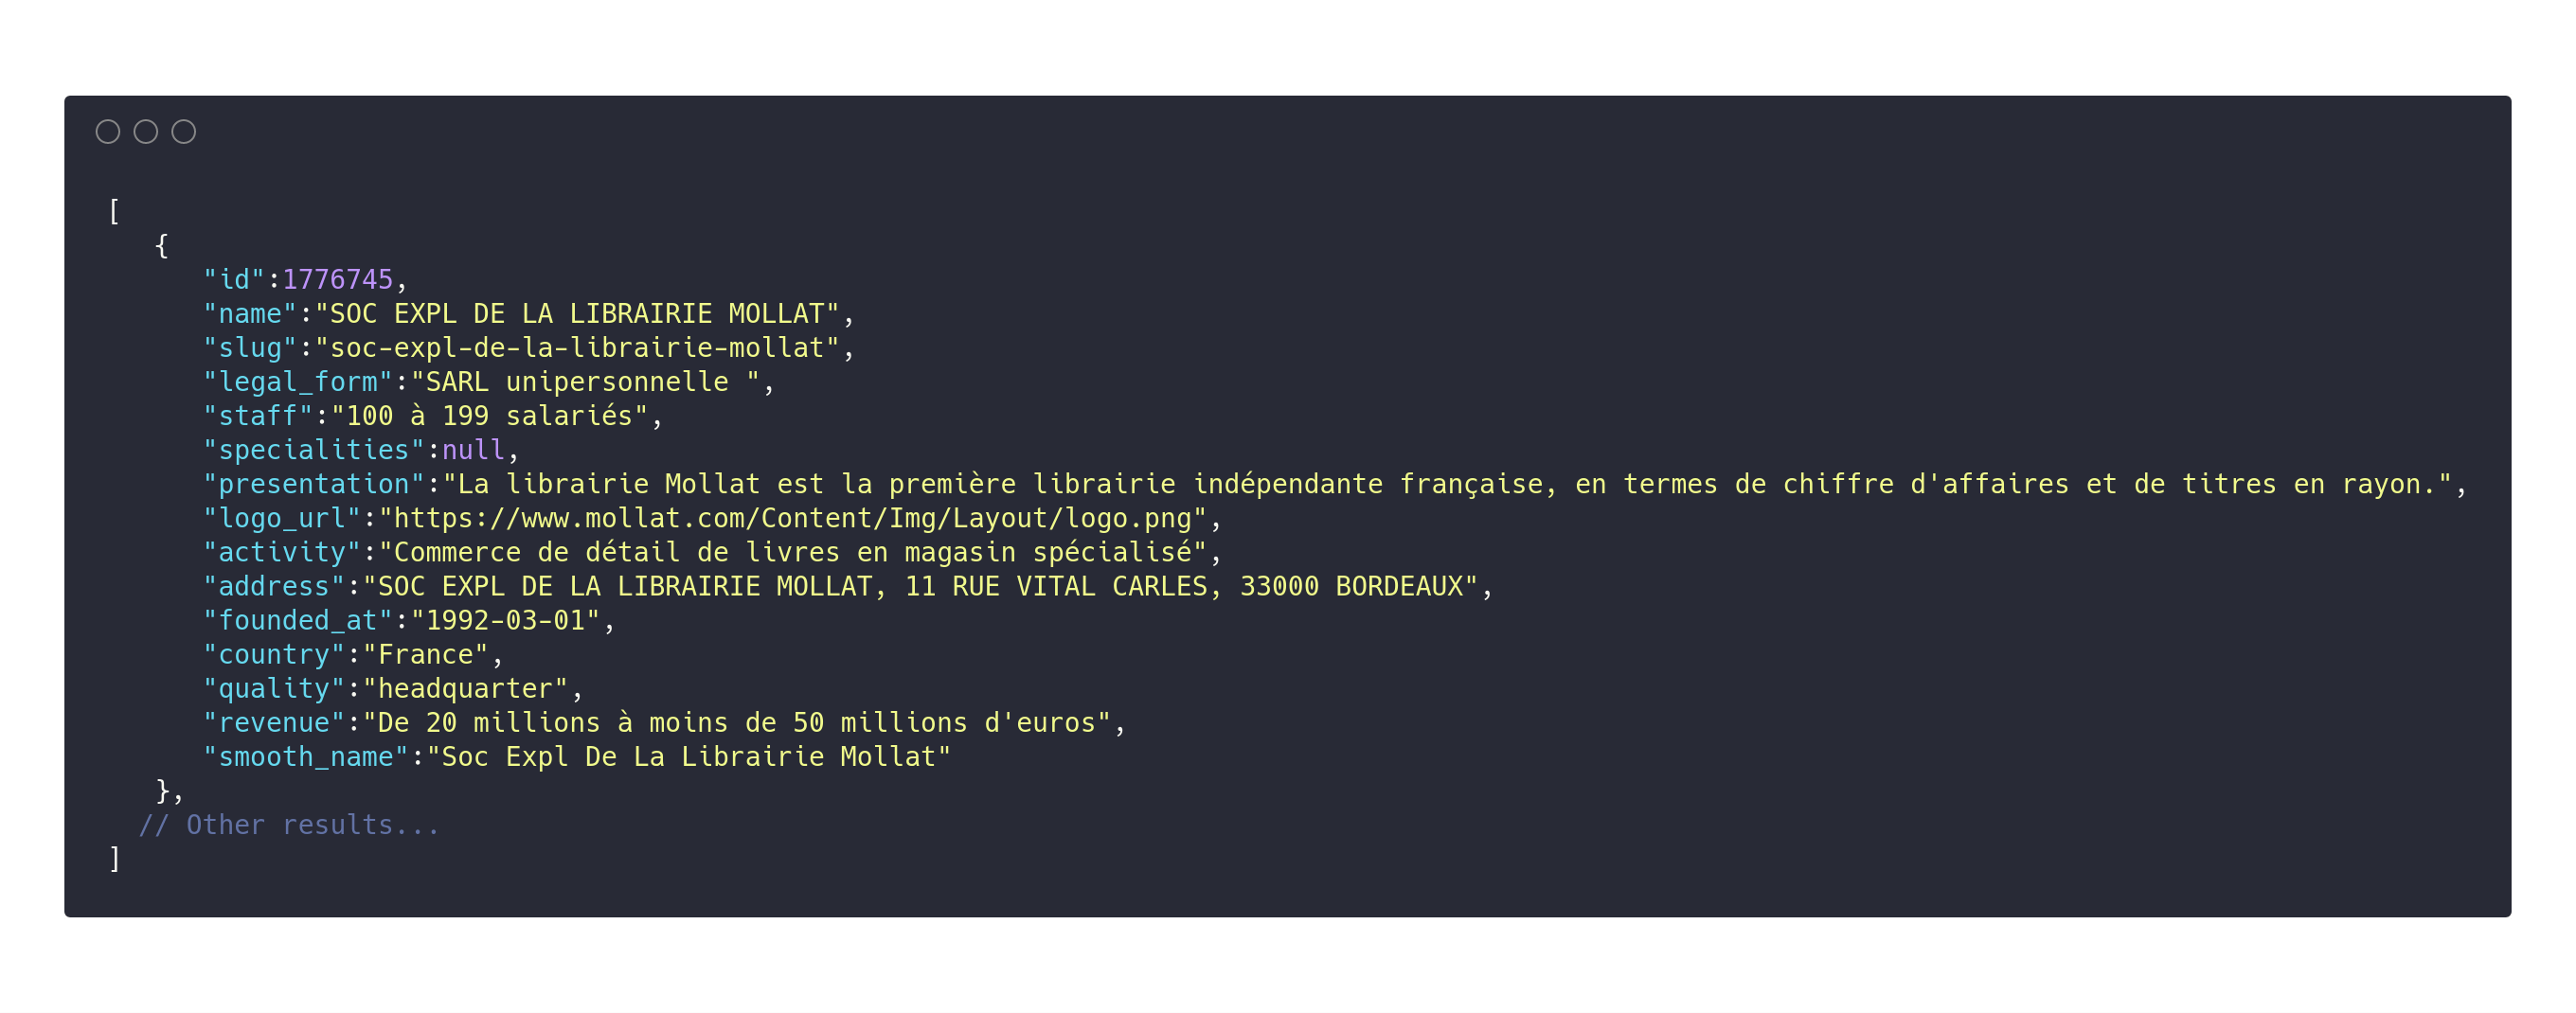 [
{
"id":1776745,
"name":"SOC EXPL DE LA LIBRAIRIE MOLLAT",
"slug":"soc-expl-de-la-librairie-mollat",
"legal_form":"SARL unipersonnelle ",
"staff":"100 à 199 salariés",
"specialities":null,
"presentation":"La librairie Mollat est la première librairie indépendante française, en termes de chiffre d'affaires et de titres en rayon.",
"logo_url":"https://www.mollat.com/Content/Img/Layout/logo.png",
"activity":"Commerce de détail de livres en magasin spécialisé",
"address":"SOC EXPL DE LA LIBRAIRIE MOLLAT, 11 RUE VITAL CARLES, 33000 BORDEAUX",
"founded_at":"1992-03-01",
"country":"France",
"quality":"headquarter",
"revenue":"De 20 millions à moins de 50 millions d'euros",
"smooth_name":"Soc Expl De La Librairie Mollat"
},
// Other results...
]